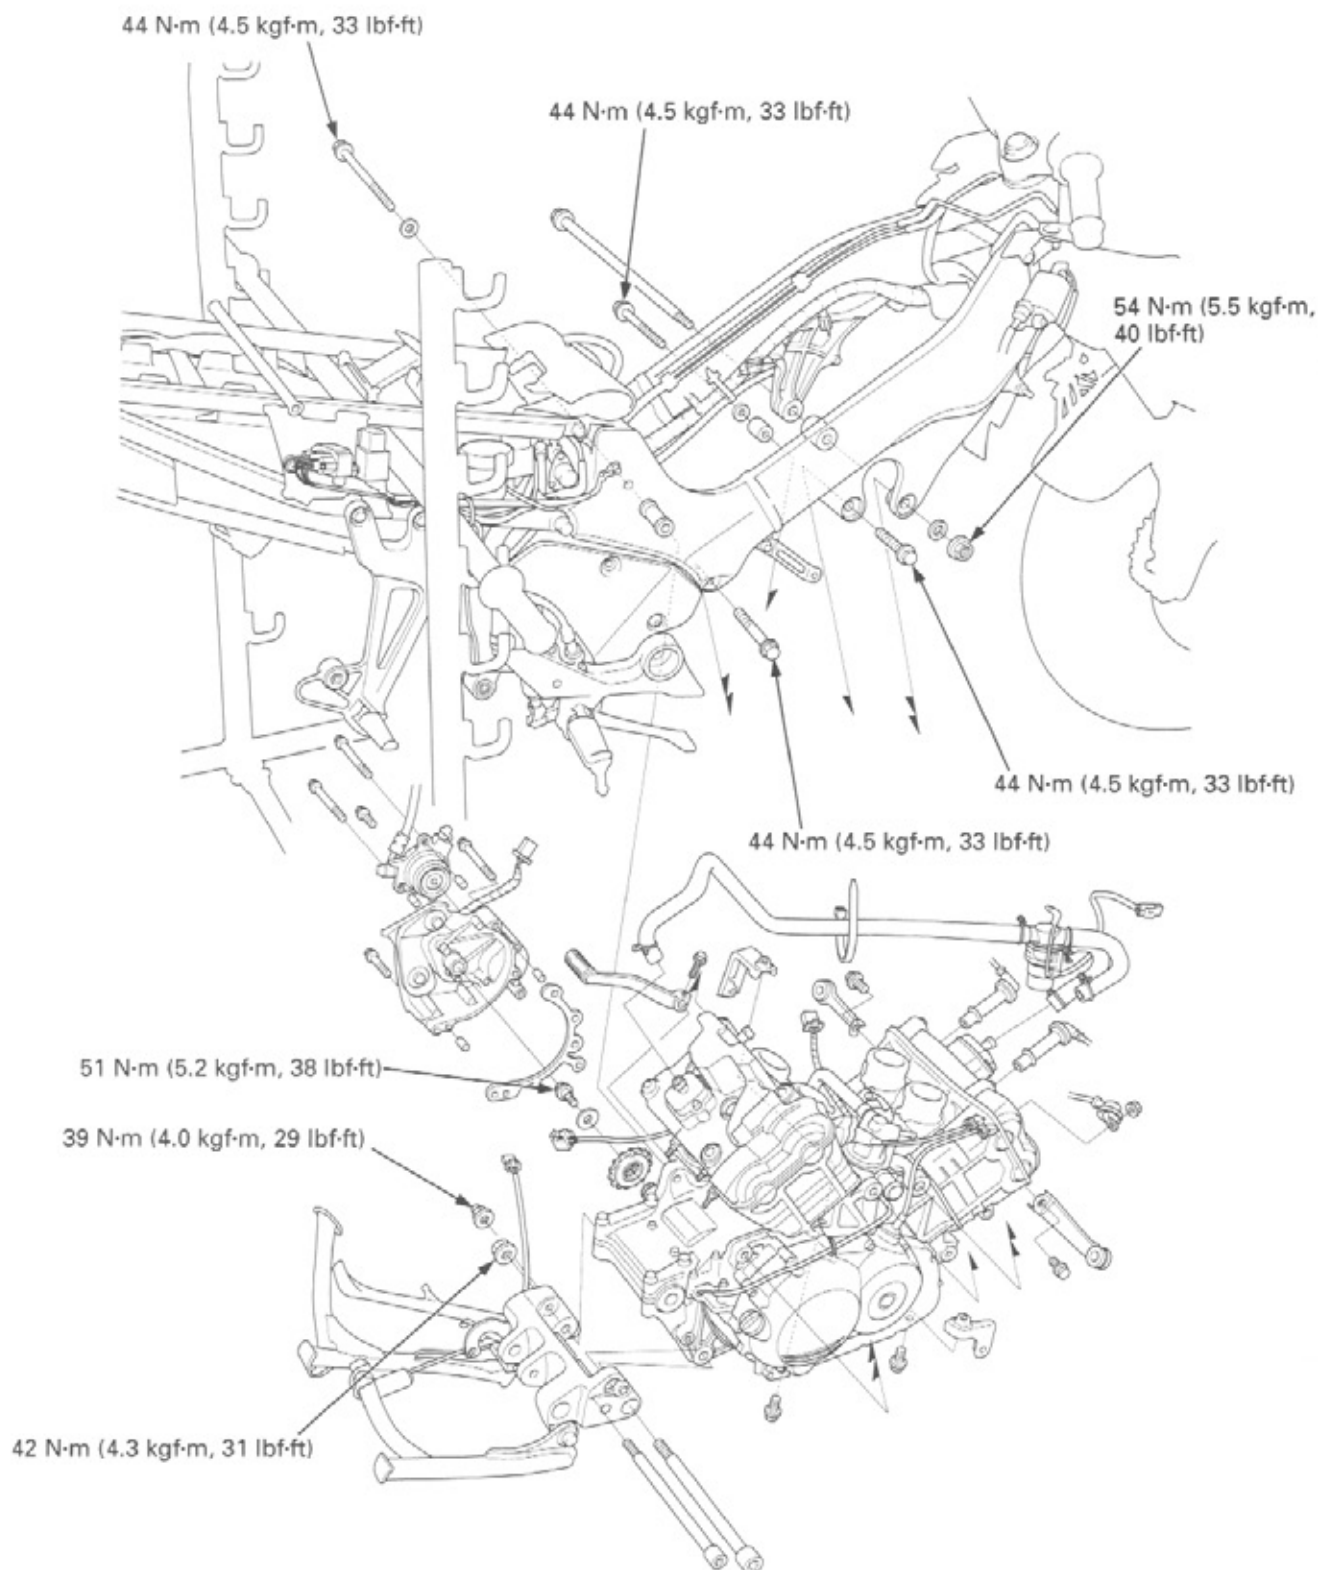 44 N·m (4.5 kgf·m, 33 lbf·ft)
44 N·m (4.5 kgf·m, 33 lbf·ft)
54 N·m (5.5 kgf·m,
40 lbf·ft)
44 N·m (4.5 kgf·m, 33 lbf·ft)
44 N·m (4.5 kgf·m, 33 lbf·ft)
51 N·m (5.2 kgf·m, 38 lbf·ft)
39 N·m (4.0 kgf·m, 29 lbf·ft)
42 N·m (4.3 kgf·m, 31 lbf·ft)